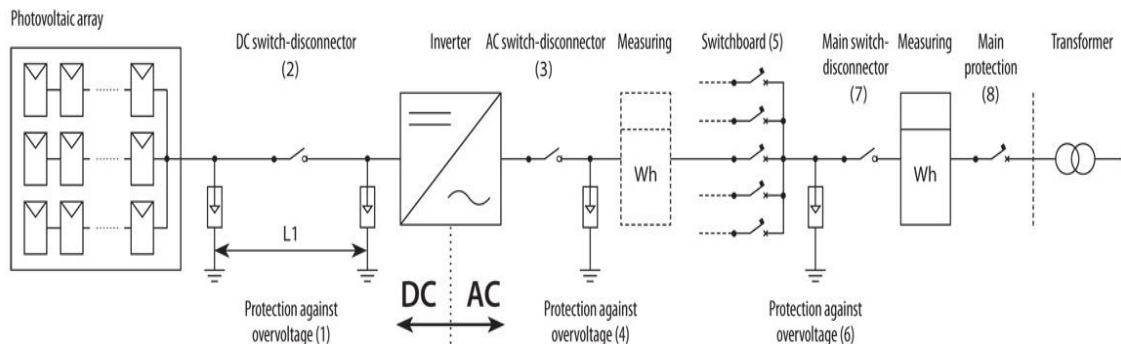 Photovoltaic array
DC switch-disconnector
(2)
Inverter
AC switch-disconnector
(3)
Measuring
Switchboard (5)
Main switch-
disconnector
(7)
Measuring
Main
protection
(8)
Transformer
Wh
Wh
L1
DC
AC
Protection against
overvoltage (1)
Protection against
overvoltage (4)
Protection against
overvoltage (6)